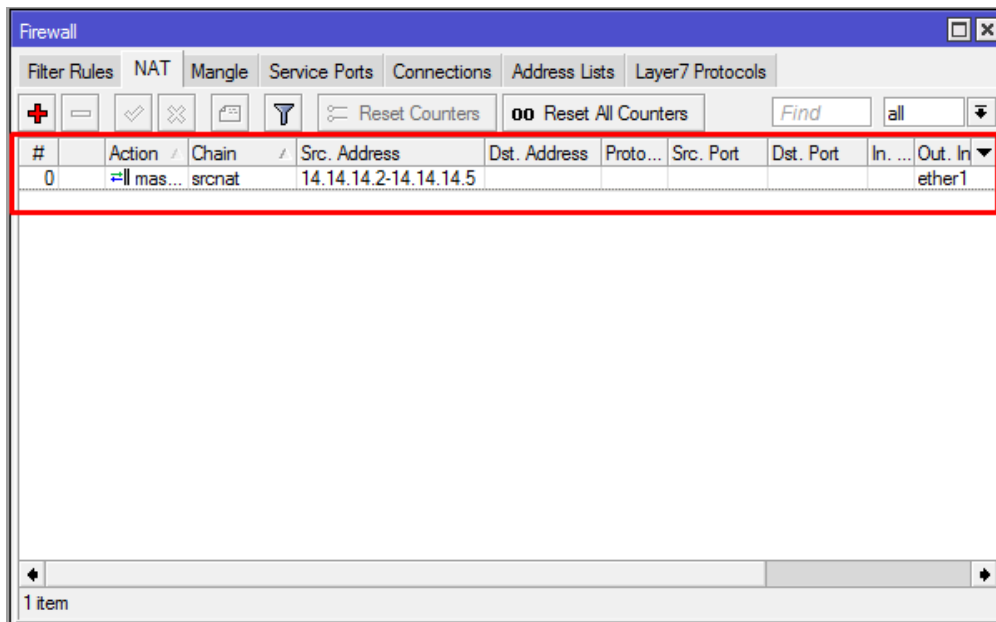 Firewall
Filter Rules NAT Mangle Service Ports Connections Address Lists Layer7 Protocols
Reset Counters 00 Reset All Counters Find all
# Action Chain Src. Address Dst. Address Proto... Src. Port Dst. Port In. ... Out. In
0 mas... srcnat 14.14.14.2-14.14.14.5 ether1
1 item